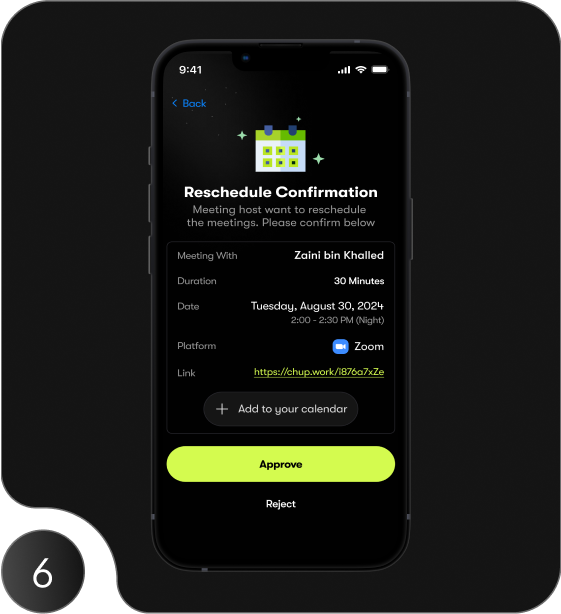 9:41
Back
Reschedule Confirmation
Meeting host want to reschedule
the meetings. Please confirm below
Meeting With Zaini bin Khalled
Duration 30 Minutes
Date Tuesday, August 30, 2024
2:00 - 2:30 PM (Night)
Platform Zoom
Link https://chup.work/i876a7xZe
Add to your calendar
Approve
Reject
6